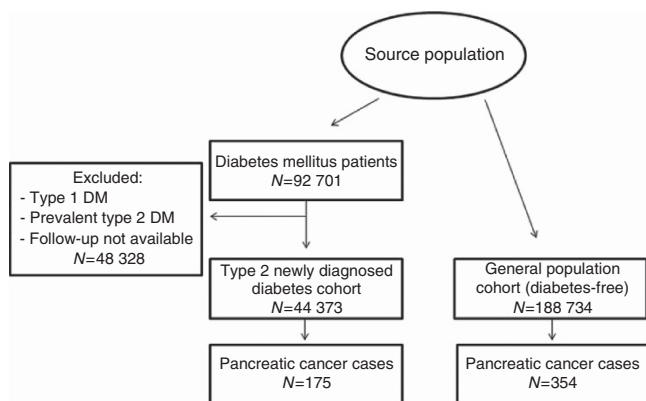 Source population
Diabetes mellitus patients
N=92 701
Excluded:
- Type 1 DM
- Prevalent type 2 DM
- Follow-up not available
N=48 328
Type 2 newly diagnosed
diabetes cohort
N=44 373
General population
cohort (diabetes-free)
N=188 734
Pancreatic cancer cases
N=175
Pancreatic cancer cases
N=354